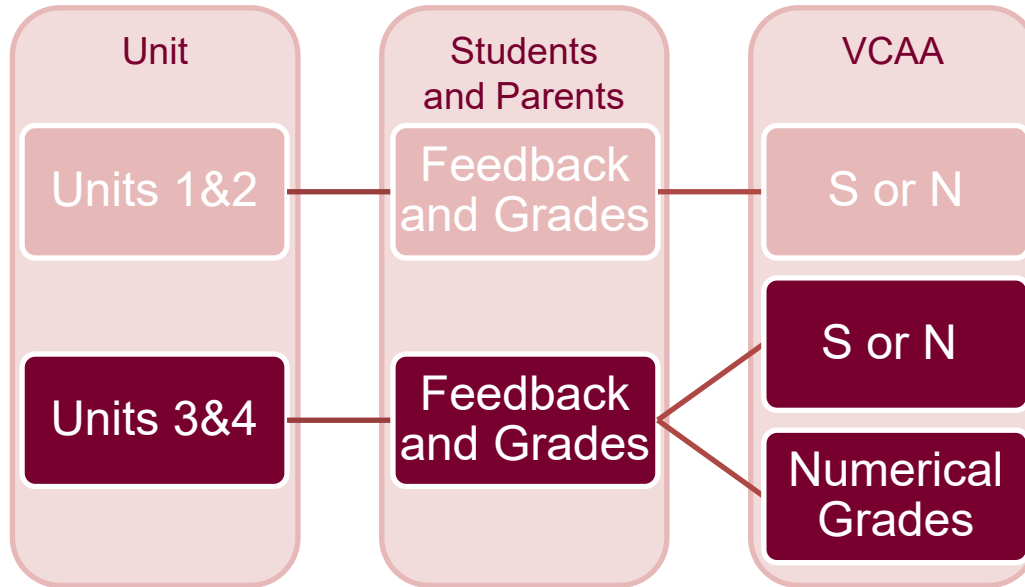 Unit
Students
and Parents
VCAA
Units 1&2
Feedback
and Grades
S or N
Units 3&4
Feedback
and Grades
S or N
Numerical
Grades